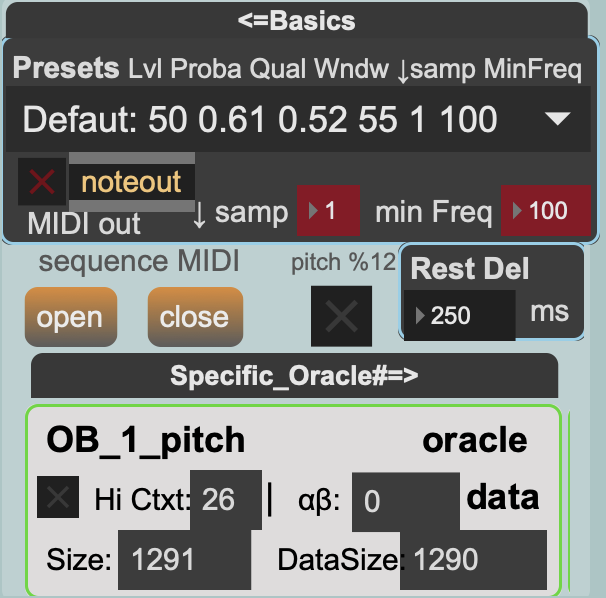 <=Basics
Presets Lvl Proba Qual Wndw ↓samp MinFreq
Defaut: 50 0.61 0.52 55 1 100
noteout
MIDI out ↓ samp 1 min Freq 100
sequence MIDI pitch %12 Rest Del
open close 250 ms
Specific_Oracle#=>
OB_1_pitch oracle
Hi Ctxt: 26 | αβ: 0 data
Size: 1291 DataSize: 1290